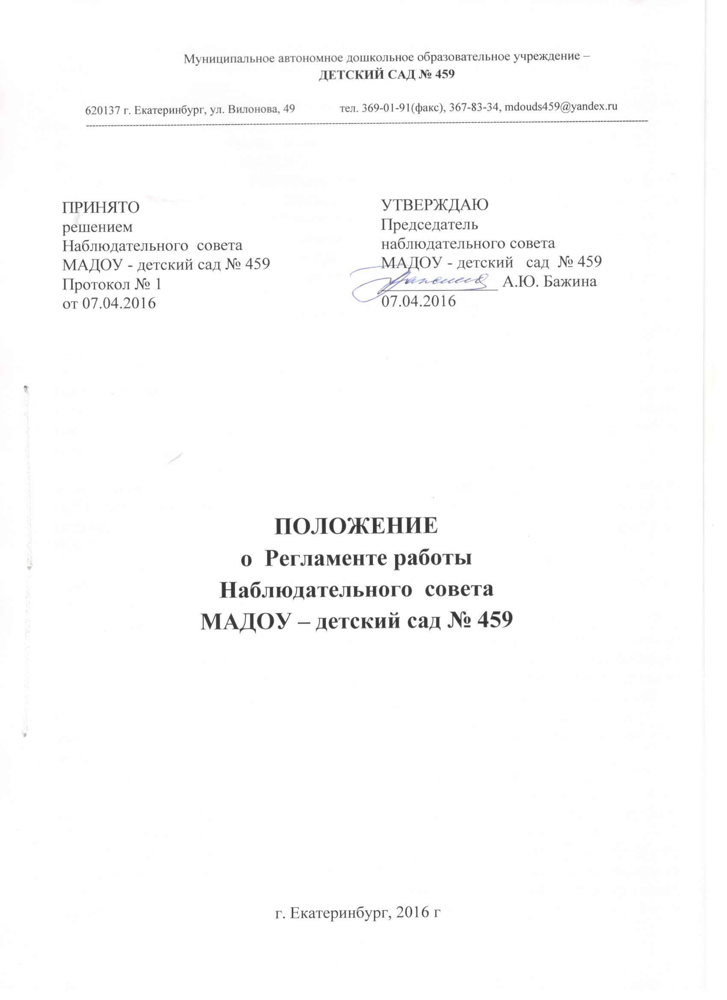 Муниципальное автономное дошкольное образовательное учреждение –
ДЕТСКИЙ САД № 459
620137 г. Екатеринбург, ул. Вилонова, 49 тел. 369-01-91(факс), 367-83-34, mdouds459@yandex.ru
ПРИНЯТО
решением
Наблюдательного совета
МАДОУ - детский сад № 459
Протокол № 1
от 07.04.2016
УТВЕРЖДАЮ
Председатель
наблюдательного совета
МАДОУ - детский сад № 459
А.Ю. Бажина
07.04.2016
ПОЛОЖЕНИЕ
о Регламенте работы
Наблюдательного совета
МАДОУ – детский сад № 459
г. Екатеринбург, 2016 г